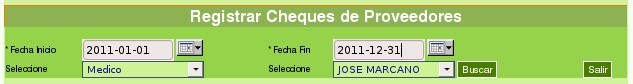 Registrar Cheques de Proveedores
* Fecha Inicio 2011-01-01 * Fecha Fin 2011-12-31
Seleccione Medico Seleccione JOSE MARCANO Buscar Salir